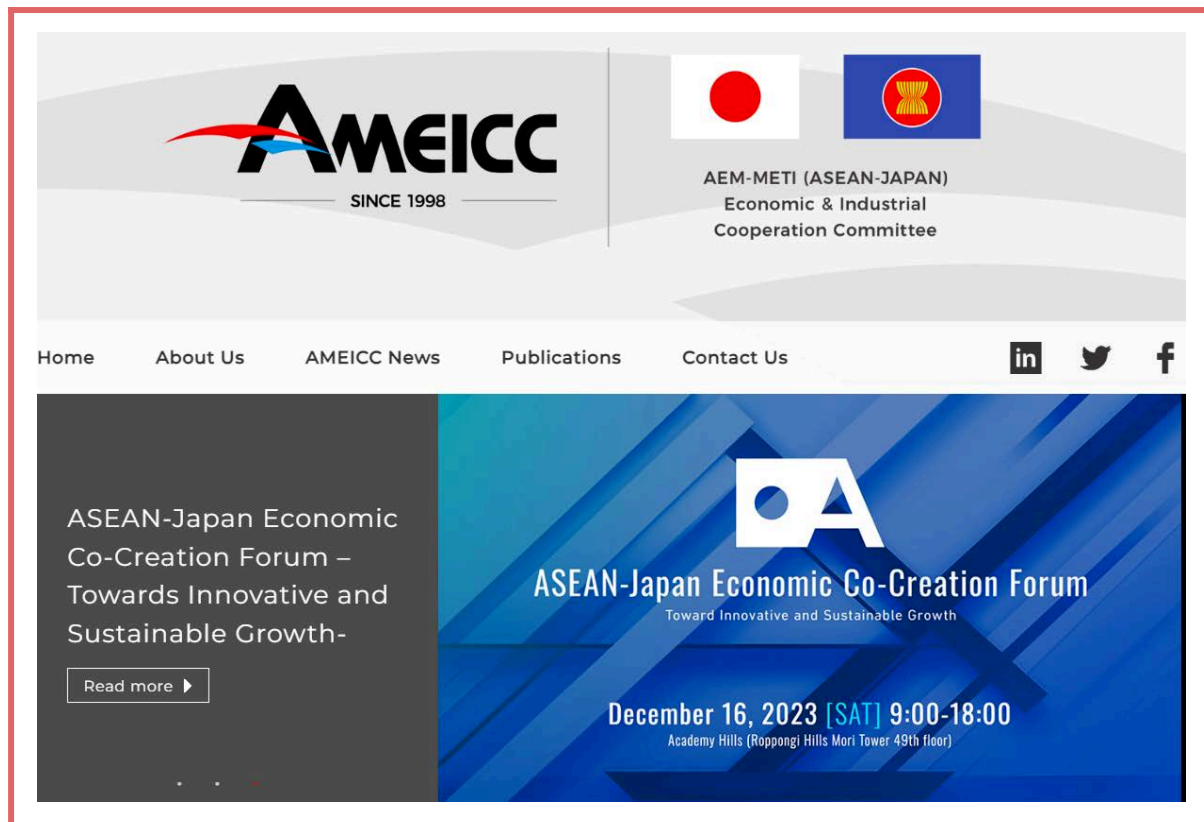 AMEICC
SINCE 1998
AEM-METI (ASEAN-JAPAN)
Economic & Industrial
Cooperation Committee
Home About Us AMEICC News Publications Contact Us in f
ASEAN-Japan Economic
Co-Creation Forum –
Towards Innovative and
Sustainable Growth-
Read more
A
ASEAN-Japan Economic Co-Creation Forum
Toward Innovative and Sustainable Growth
December 16, 2023 [SAT] 9:00-18:00
Academy Hills (Roppongi Hills Mori Tower 49th floor)